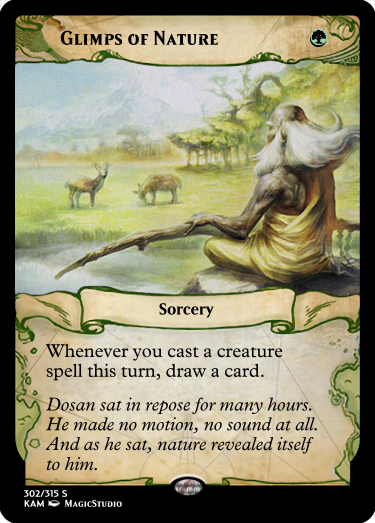 Glimps of Nature
Sorcery
Whenever you cast a creature
spell this turn, draw a card.
Dosan sat in repose for many hours.
He made no motion, no sound at all.
And as he sat, nature revealed itself
to him.
302/315 S
KAM MagicStudio